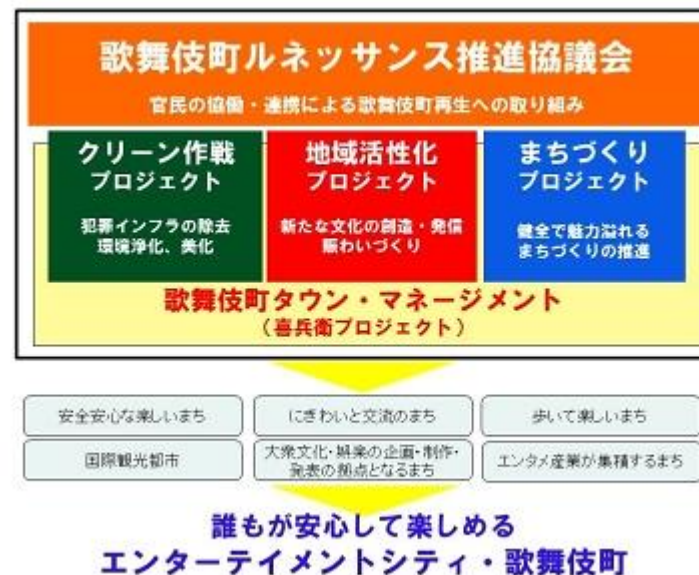 歌舞伎町ルネッサンス推進協議会
官民の協働・連携による歌舞伎町再生への取り組み
クリーン作戦
プロジェクト
犯罪インフラの除去
環境浄化、美化
地域活性化
プロジェクト
新たな文化の創造・発信
賑わいづくり
まちづくり
プロジェクト
健全で魅力溢れる
まちづくりの推進
歌舞伎町タウン・マネージメント
（喜兵衛プロジェクト）
安全安心な楽しいまち
にぎわいと交流のまち
歩いて楽しいまち
国際観光都市
大衆文化・娯楽の企画・制作・
発表の拠点となるまち
エンタメ産業が集積するまち
誰もが安心して楽しめる
エンターテイメントシティ・歌舞伎町